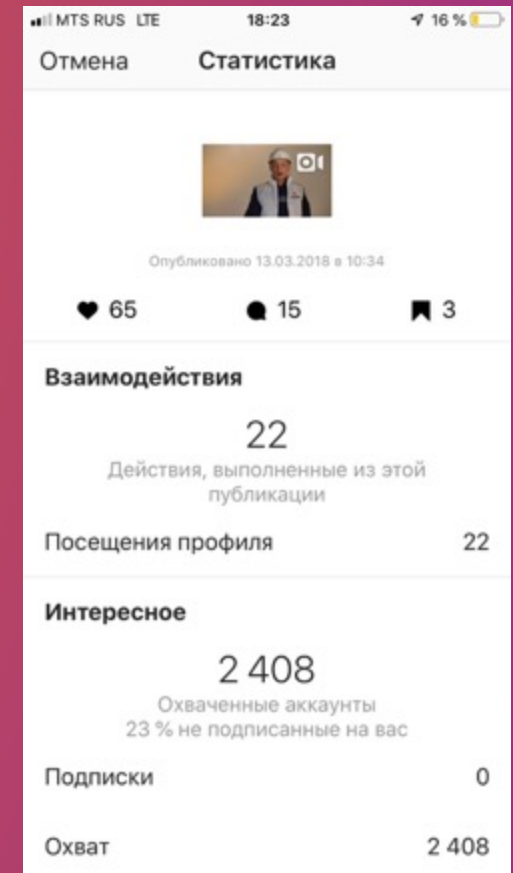 MTS RUS LTE 18:23 16 %
Отмена Статистика
Опубликовано 13.03.2018 в 10:34
65 15 3
Взаимодействия
22
Действия, выполненные из этой
публикации
Посещения профиля 22
Интересное
2 408
Охваченные аккаунты
23 % не подписанные на вас
Подписки 0
Охват 2 408